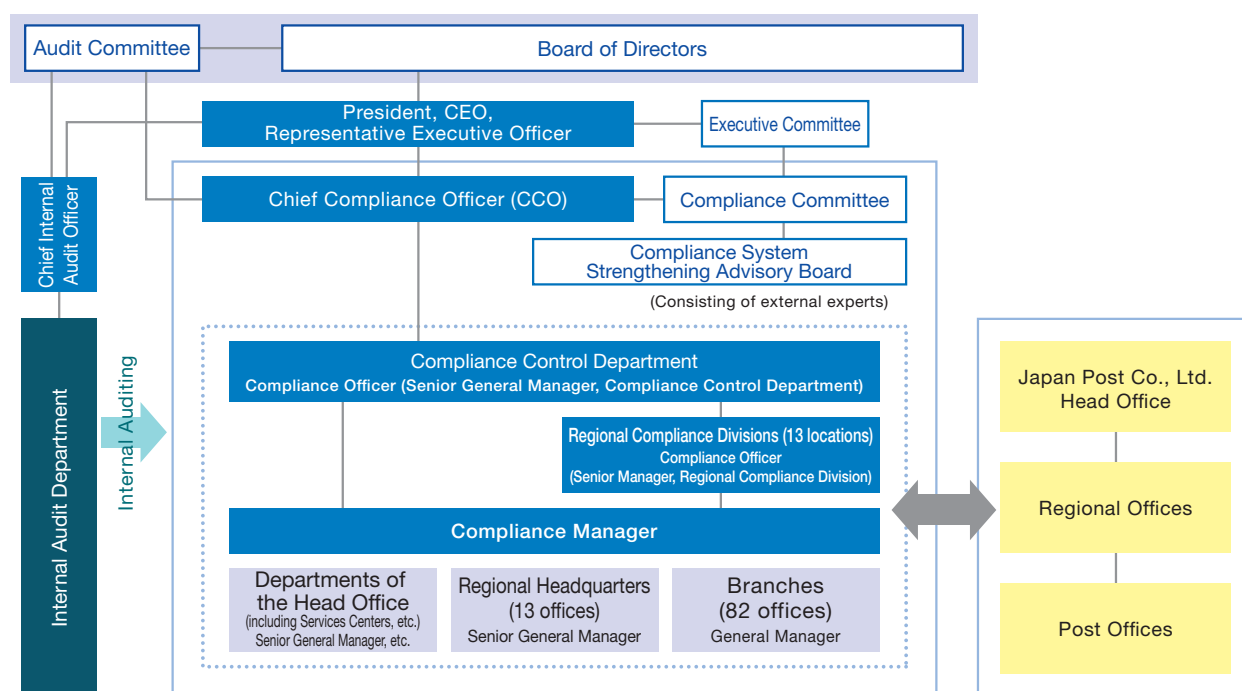 Audit Committee
Board of Directors
President, CEO,
Representative Executive Officer
Executive Committee
Chief Internal
Audit Officer
Chief Compliance Officer (CCO)
Compliance Committee
Compliance System
Strengthening Advisory Board
(Consisting of external experts)
Internal Audit Department
Internal Auditing
Compliance Control Department
Compliance Officer (Senior General Manager, Compliance Control Department)
Regional Compliance Divisions (13 locations)
Compliance Officer
(Senior Manager, Regional Compliance Division)
Compliance Manager
Departments of
the Head Office
(including Services Centers, etc.)
Senior General Manager, etc.
Regional Headquarters
(13 offices)
Senior General Manager
Branches
(82 offices)
General Manager
Japan Post Co., Ltd.
Head Office
Regional Offices
Post Offices